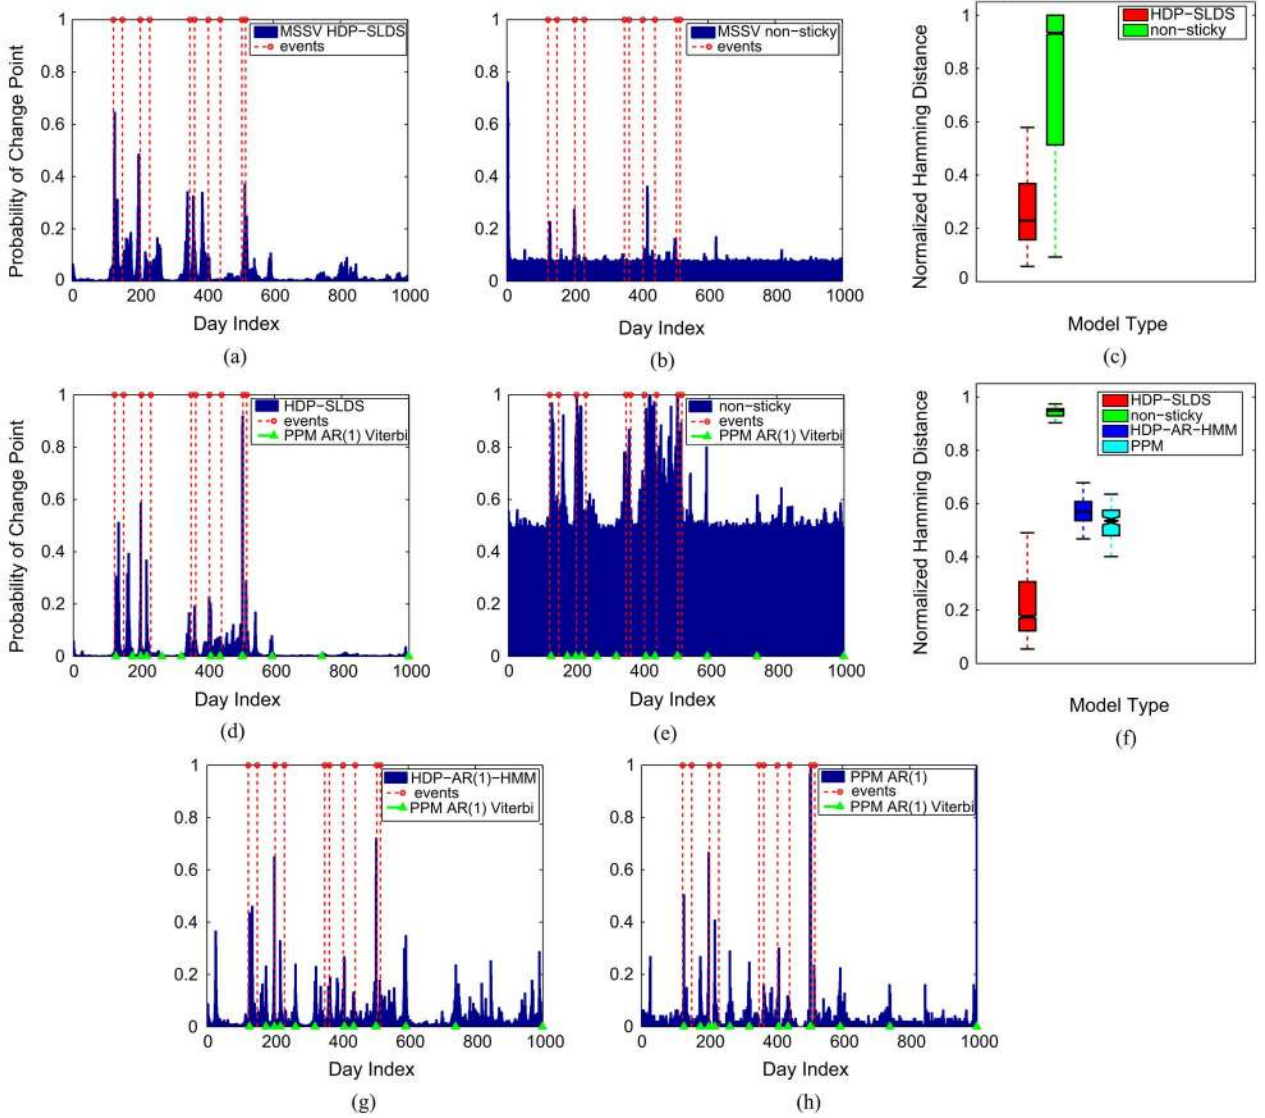 Probability of Change Point
1
0.8
0.6
0.4
0.2
0
MSSV HDP-SLDS
events
0 200 400 600 800 1000
Day Index
(a)
1
0.8
0.6
0.4
0.2
0
MSSV non-sticky
events
0 200 400 600 800 1000
Day Index
(b)
Normalized Hamming Distance
1
0.8
0.6
0.4
0.2
0
HDP-SLDS
non-sticky
Model Type
(c)
Probability of Change Point
1
0.8
0.6
0.4
0.2
0
HDP-SLDS
events
PPM AR(1) Viterbi
0 200 400 600 800 1000
Day Index
(d)
1
0.8
0.6
0.4
0.2
0
non-sticky
events
PPM AR(1) Viterbi
0 200 400 600 800 1000
Day Index
(e)
Normalized Hamming Distance
1
0.8
0.6
0.4
0.2
0
HDP-SLDS
non-sticky
HDP-AR-HMM
PPM
Model Type
(f)
1
0.8
0.6
0.4
0.2
0
HDP-AR(1)-HMM
events
PPM AR(1) Viterbi
0 200 400 600 800 1000
Day Index
(g)
1
0.8
0.6
0.4
0.2
0
PPM AR(1)
events
PPM AR(1) Viterbi
0 200 400 600 800 1000
Day Index
(h)